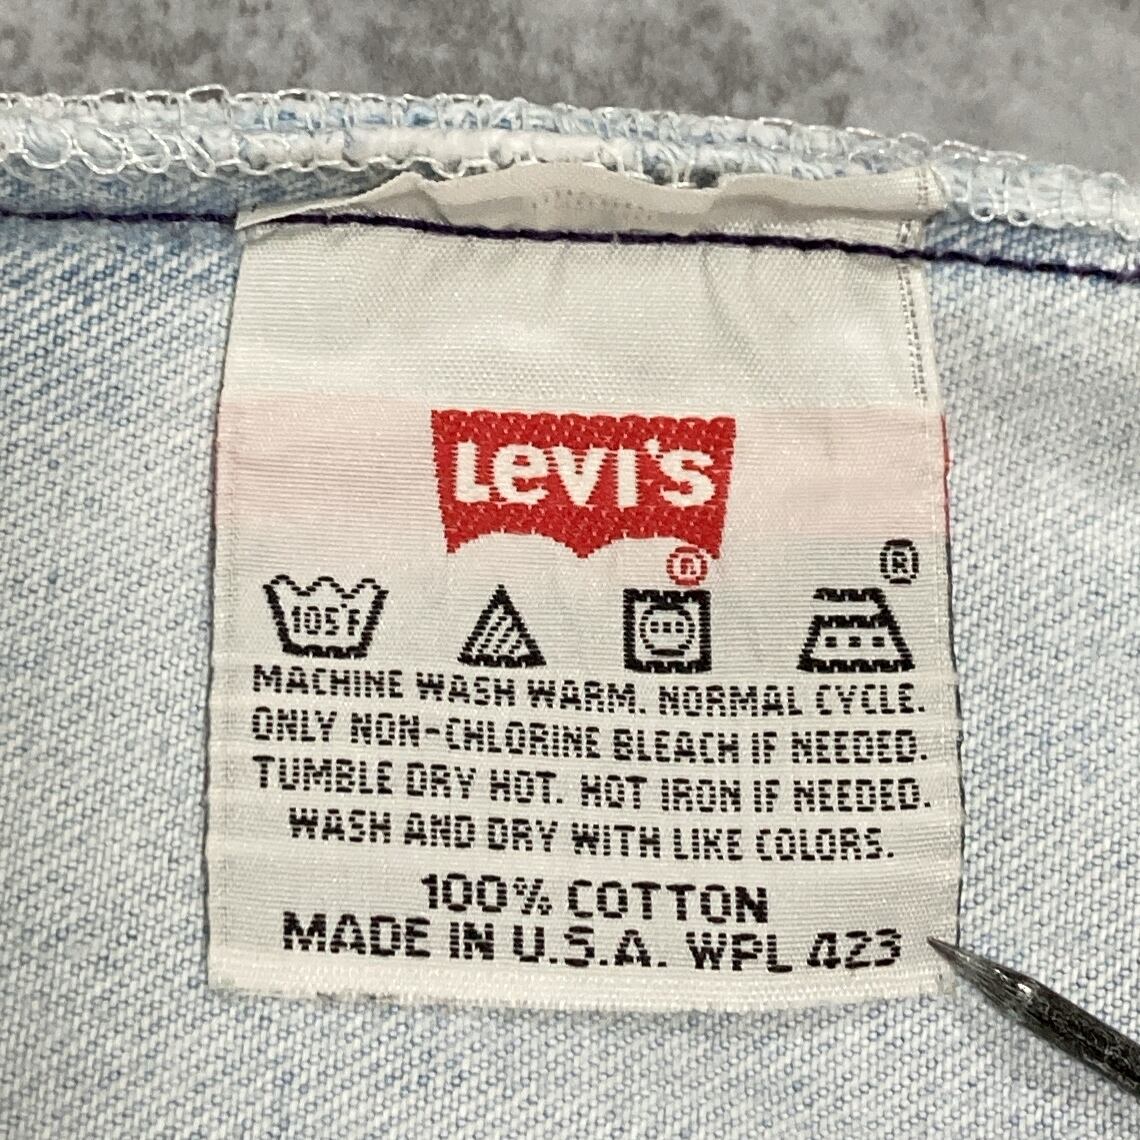 Levi's
®
®
105°F
MACHINE WASH WARM. NORMAL CYCLE.
ONLY NON-CHLORINE BLEACH IF NEEDED.
TUMBLE DRY HOT. HOT IRON IF NEEDED.
WASH AND DRY WITH LIKE COLORS.
100% COTTON
MADE IN U.S.A. WPL 423